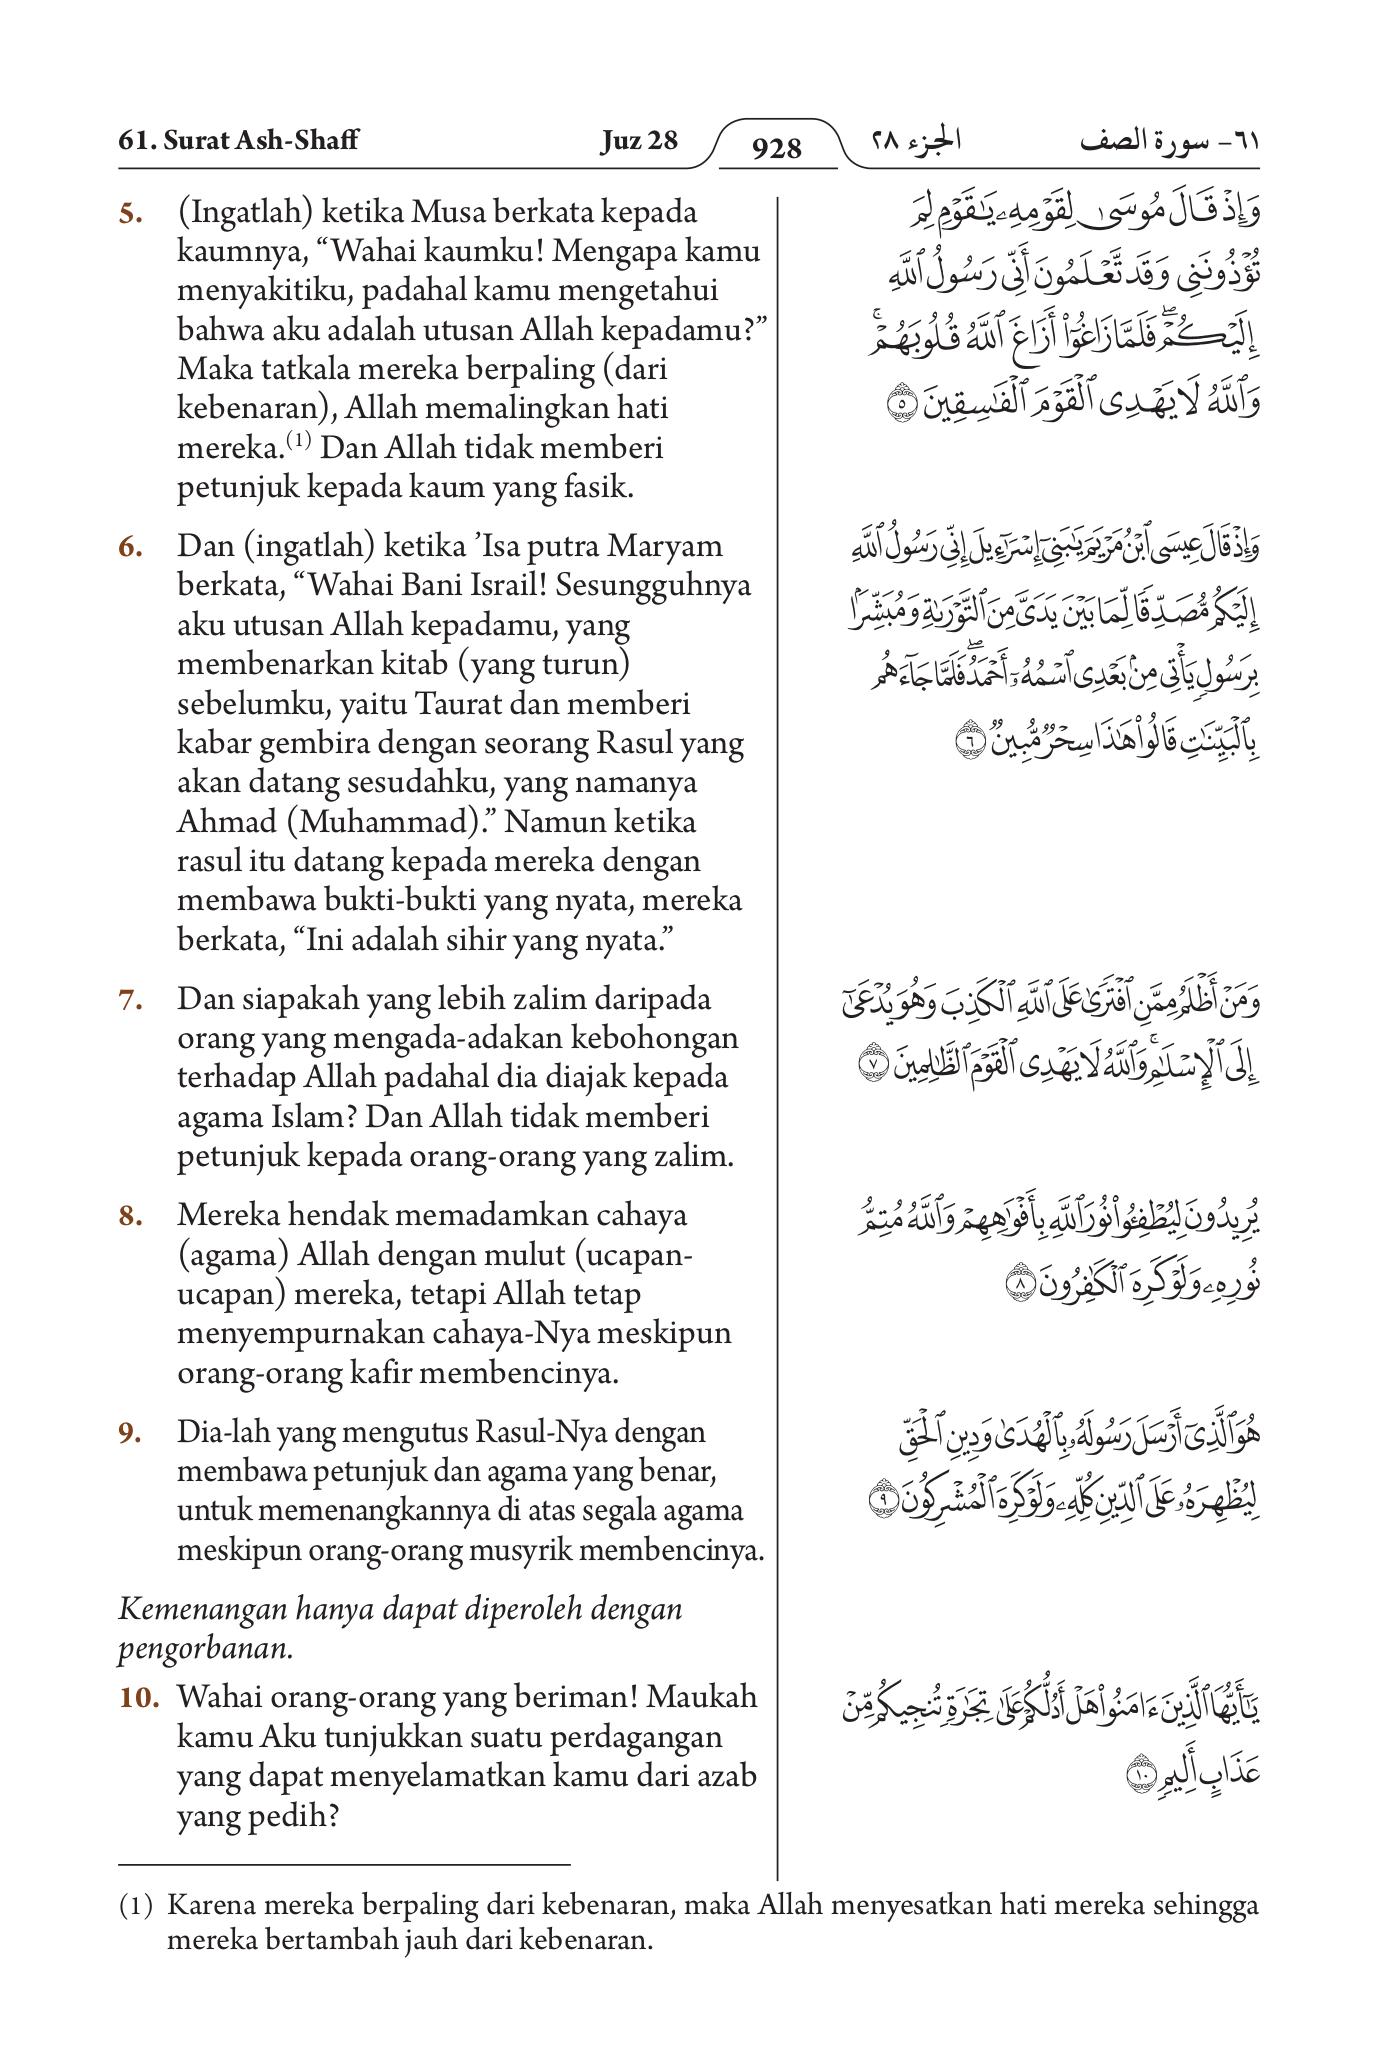 61. Surat Ash-Shaff
Juz 28
928
الجزء ٢٨
٦١- سورة الصف
5. (Ingatlah) ketika Musa berkata kepada
kaumnya, “Wahai kaumku! Mengapa kamu
menyakitiku, padahal kamu mengetahui
bahwa aku adalah utusan Allah kepadamu?”
Maka tatkala mereka berpaling (dari
kebenaran), Allah memalingkan hati
mereka.(1) Dan Allah tidak memberi
petunjuk kepada kaum yang fasik.
6. Dan (ingatlah) ketika ’Isa putra Maryam
berkata, “Wahai Bani Israil! Sesungguhnya
aku utusan Allah kepadamu, yang
membenarkan kitab (yang turun)
sebelumku, yaitu Taurat dan memberi
kabar gembira dengan seorang Rasul yang
akan datang sesudahku, yang namanya
Ahmad (Muhammad).” Namun ketika
rasul itu datang kepada mereka dengan
membawa bukti-bukti yang nyata, mereka
berkata, “Ini adalah sihir yang nyata.”
7. Dan siapakah yang lebih zalim daripada
orang yang mengada-adakan kebohongan
terhadap Allah padahal dia diajak kepada
agama Islam? Dan Allah tidak memberi
petunjuk kepada orang-orang yang zalim.
8. Mereka hendak memadamkan cahaya
(agama) Allah dengan mulut (ucapan-
ucapan) mereka, tetapi Allah tetap
menyempurnakan cahaya-Nya meskipun
orang-orang kafir membencinya.
9. Dia-lah yang mengutus Rasul-Nya dengan
membawa petunjuk dan agama yang benar,
untuk memenangkannya di atas segala agama
meskipun orang-orang musyrik membencinya.
Kemenangan hanya dapat diperoleh dengan
pengorbanan.
10. Wahai orang-orang yang beriman! Maukah
kamu Aku tunjukkan suatu perdagangan
yang dapat menyelamatkan kamu dari azab
yang pedih?
وَإِذْ قَالَ مُوسَىٰ لِقَوْمِهِۦ يَٰقَوْمِ لِمَ
تُؤْذُونَنِى وَقَد تَّعْلَمُونَ أَنِّى رَسُولُ ٱللَّهِ
إِلَيْكُمْۖ فَلَمَّا زَاغُوٓا۟ أَزَاغَ ٱللَّهُ قُلُوبَهُمْۚ
وَٱللَّهُ لَا يَهْدِى ٱلْقَوْمَ ٱلْفَٰسِقِينَ ٥
وَإِذْ قَالَ عِيسَى ٱبْنُ مَرْيَمَ يَٰبَنِىٓ إِسْرَٰٓءِيلَ إِنِّى رَسُولُ ٱللَّهِ
إِلَيْكُم مُّصَدِّقًا لِّمَا بَيْنَ يَدَىَّ مِنَ ٱلتَّوْرَىٰةِ وَمُبَشِّرًۢا
بِرَسُولٍ يَأْتِى مِنۢ بَعْدِى ٱسْمُهُۥٓ أَحْمَدُۖ فَلَمَّا جَآءَهُم
بِٱلْبَيِّنَٰتِ قَالُوا۟ هَٰذَا سِحْرٌ مُّبِينٌ ٦
وَمَنْ أَظْلَمُ مِمَّنِ ٱفْتَرَىٰ عَلَى ٱللَّهِ ٱلْكَذِبَ وَهُوَ يُدْعَىٰٓ
إِلَى ٱلْإِسْلَٰمِۚ وَٱللَّهُ لَا يَهْدِى ٱلْقَوْمَ ٱلظَّٰلِمِينَ ٧
يُرِيدُونَ لِيُطْفِـُٔوا۟ نُورَ ٱللَّهِ بِأَفْوَٰهِهِمْ وَٱللَّهُ مُتِمُّ
نُورِهِۦ وَلَوْ كَرِهَ ٱلْكَٰفِرُونَ ٨
هُوَ ٱلَّذِىٓ أَرْسَلَ رَسُولَهُۥ بِٱلْهُدَىٰ وَدِينِ ٱلْحَقِّ
لِيُظْهِرَهُۥ عَلَى ٱلدِّينِ كُلِّهِۦ وَلَوْ كَرِهَ ٱلْمُشْرِكُونَ ٩
يَٰٓأَيُّهَا ٱلَّذِينَ ءَامَنُوا۟ هَلْ أَدُلُّكُمْ عَلَىٰ تِجَٰرَةٍ تُنجِيكُم مِّنْ
عَذَابٍ أَلِيمٍ ١٠
(1) Karena mereka berpaling dari kebenaran, maka Allah menyesatkan hati mereka sehingga
mereka bertambah jauh dari kebenaran.